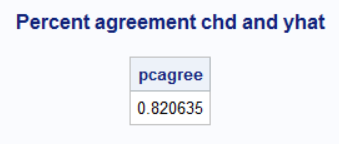 Percent agreement chd and yhat
pcagree
0.820635